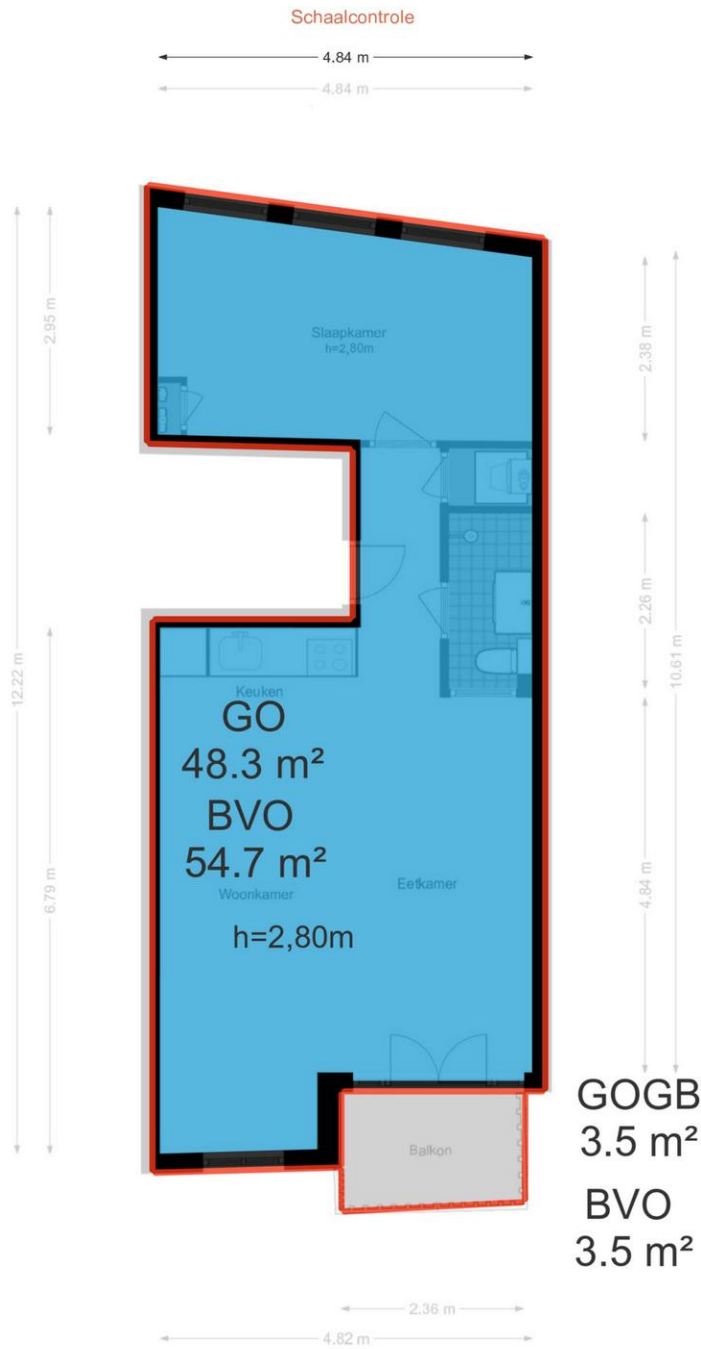 Schaalcontrole
4.84 m
4.84 m
2.95 m
12.22 m
6.79 m
2.38 m
2.26 m
10.61 m
4.84 m
Slaapkamer
h=2,80m
Keuken
GO
48.3 m²
BVO
54.7 m²
Woonkamer
Eetkamer
h=2,80m
Balkon
GOGB
3.5 m²
BVO
3.5 m²
2.36 m
4.82 m